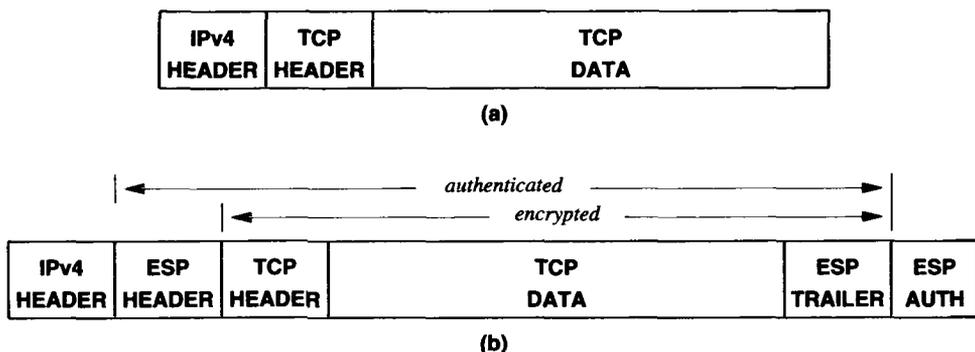 IPv4 TCP TCP
HEADER HEADER DATA
(a)
authenticated
encrypted
IPv4 ESP TCP TCP ESP ESP
HEADER HEADER HEADER DATA TRAILER AUTH
(b)